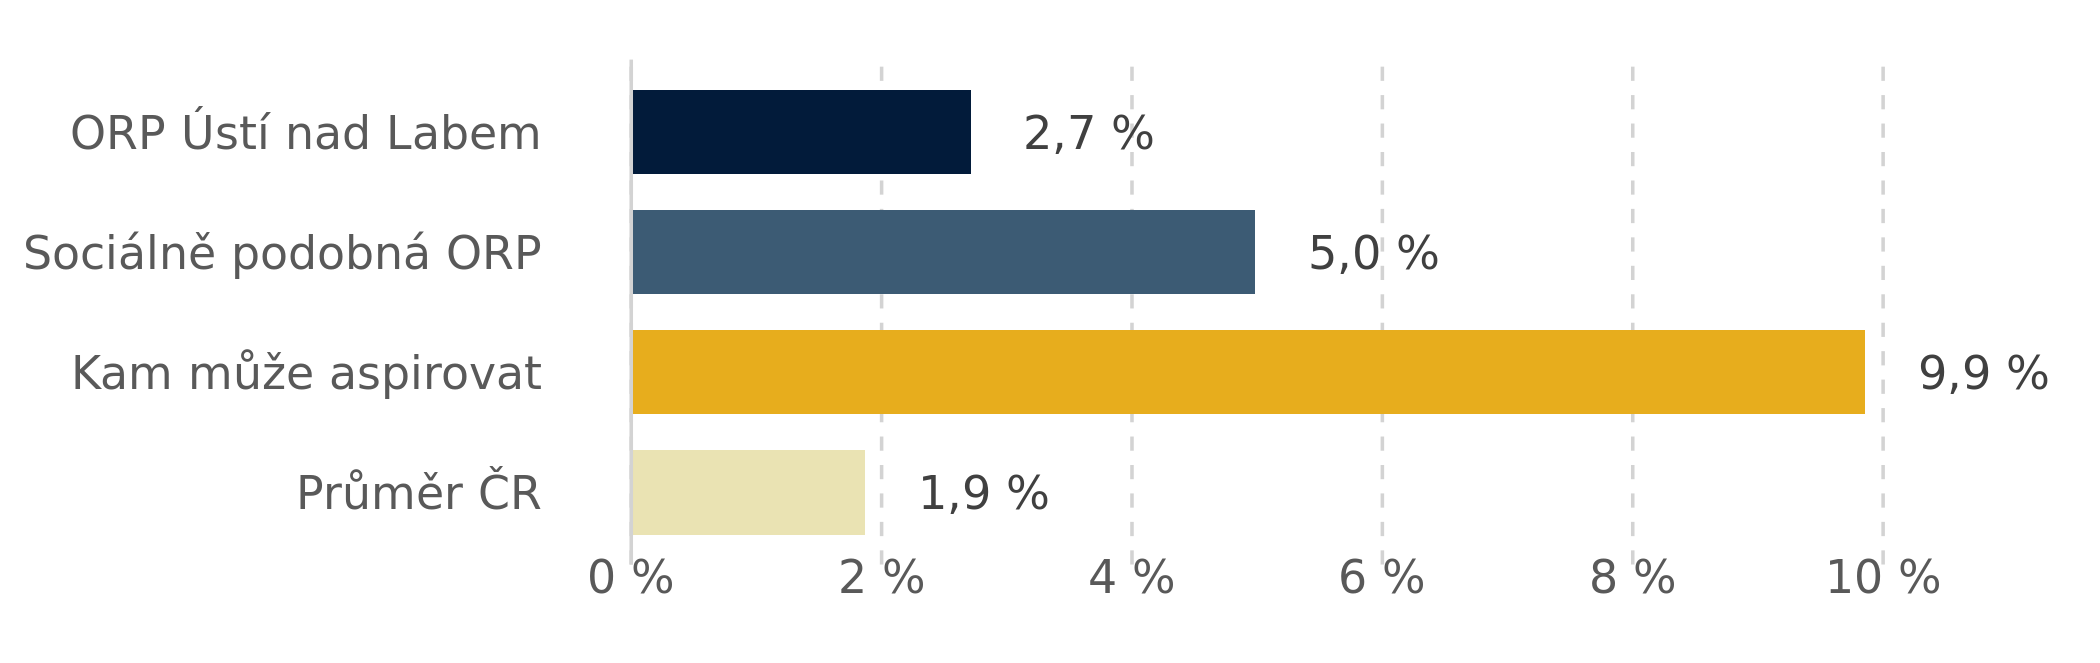 ORP Ústí nad Labem
2,7 %
Sociálně podobná ORP
5,0 %
Kam může aspirovat
9,9 %
Průměr ČR
1,9 %
0 % 2 % 4 % 6 % 8 % 10 %